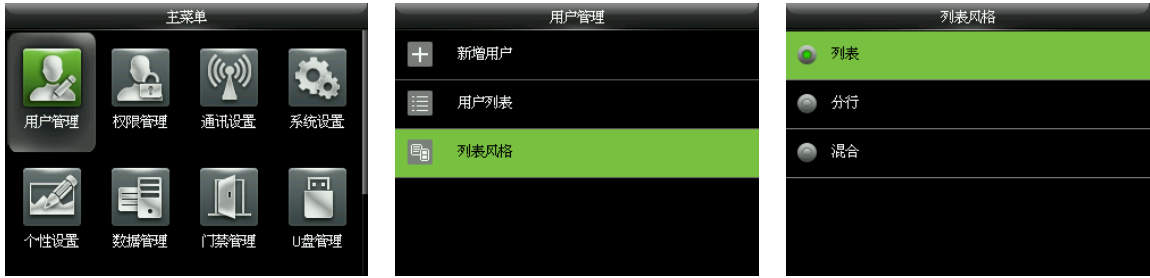 主菜单
用户管理
权限管理
通讯设置
系统设置
个性设置
数据管理
门禁管理
U盘管理
用户管理
新增用户
用户列表
列表风格
列表风格
列表
分行
混合